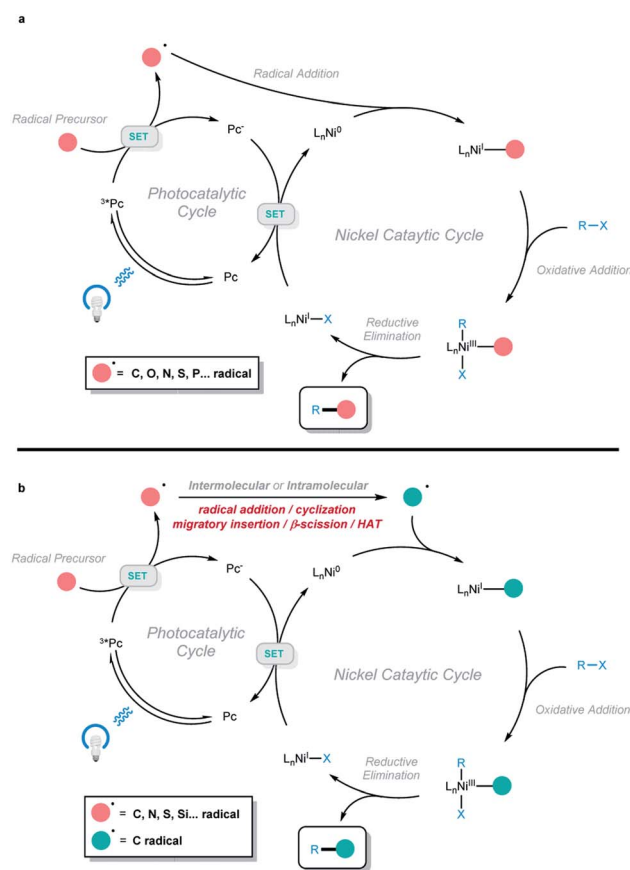 a
Radical Addition
Radical Precursor
SET
Pc⁻
LₙNi⁰
LₙNiᴵ
³*Pc
Photocatalytic
Cycle
SET
Nickel Cataytic Cycle
R–X
Pc
Oxidative Addition
LₙNiᴵ–X
Reductive
Elimination
R
LₙNiᴵᴵᴵ
X
= C, O, N, S, P... radical
R
b
Intermolecular or Intramolecular
radical addition / cyclization
migratory insertion / β-scission / HAT
Radical Precursor
SET
Pc⁻
LₙNi⁰
LₙNiᴵ
³*Pc
Photocatalytic
Cycle
SET
Nickel Cataytic Cycle
R–X
Pc
Oxidative Addition
LₙNiᴵ–X
Reductive
Elimination
R
LₙNiᴵᴵᴵ
X
= C, N, S, Si... radical
= C radical
R